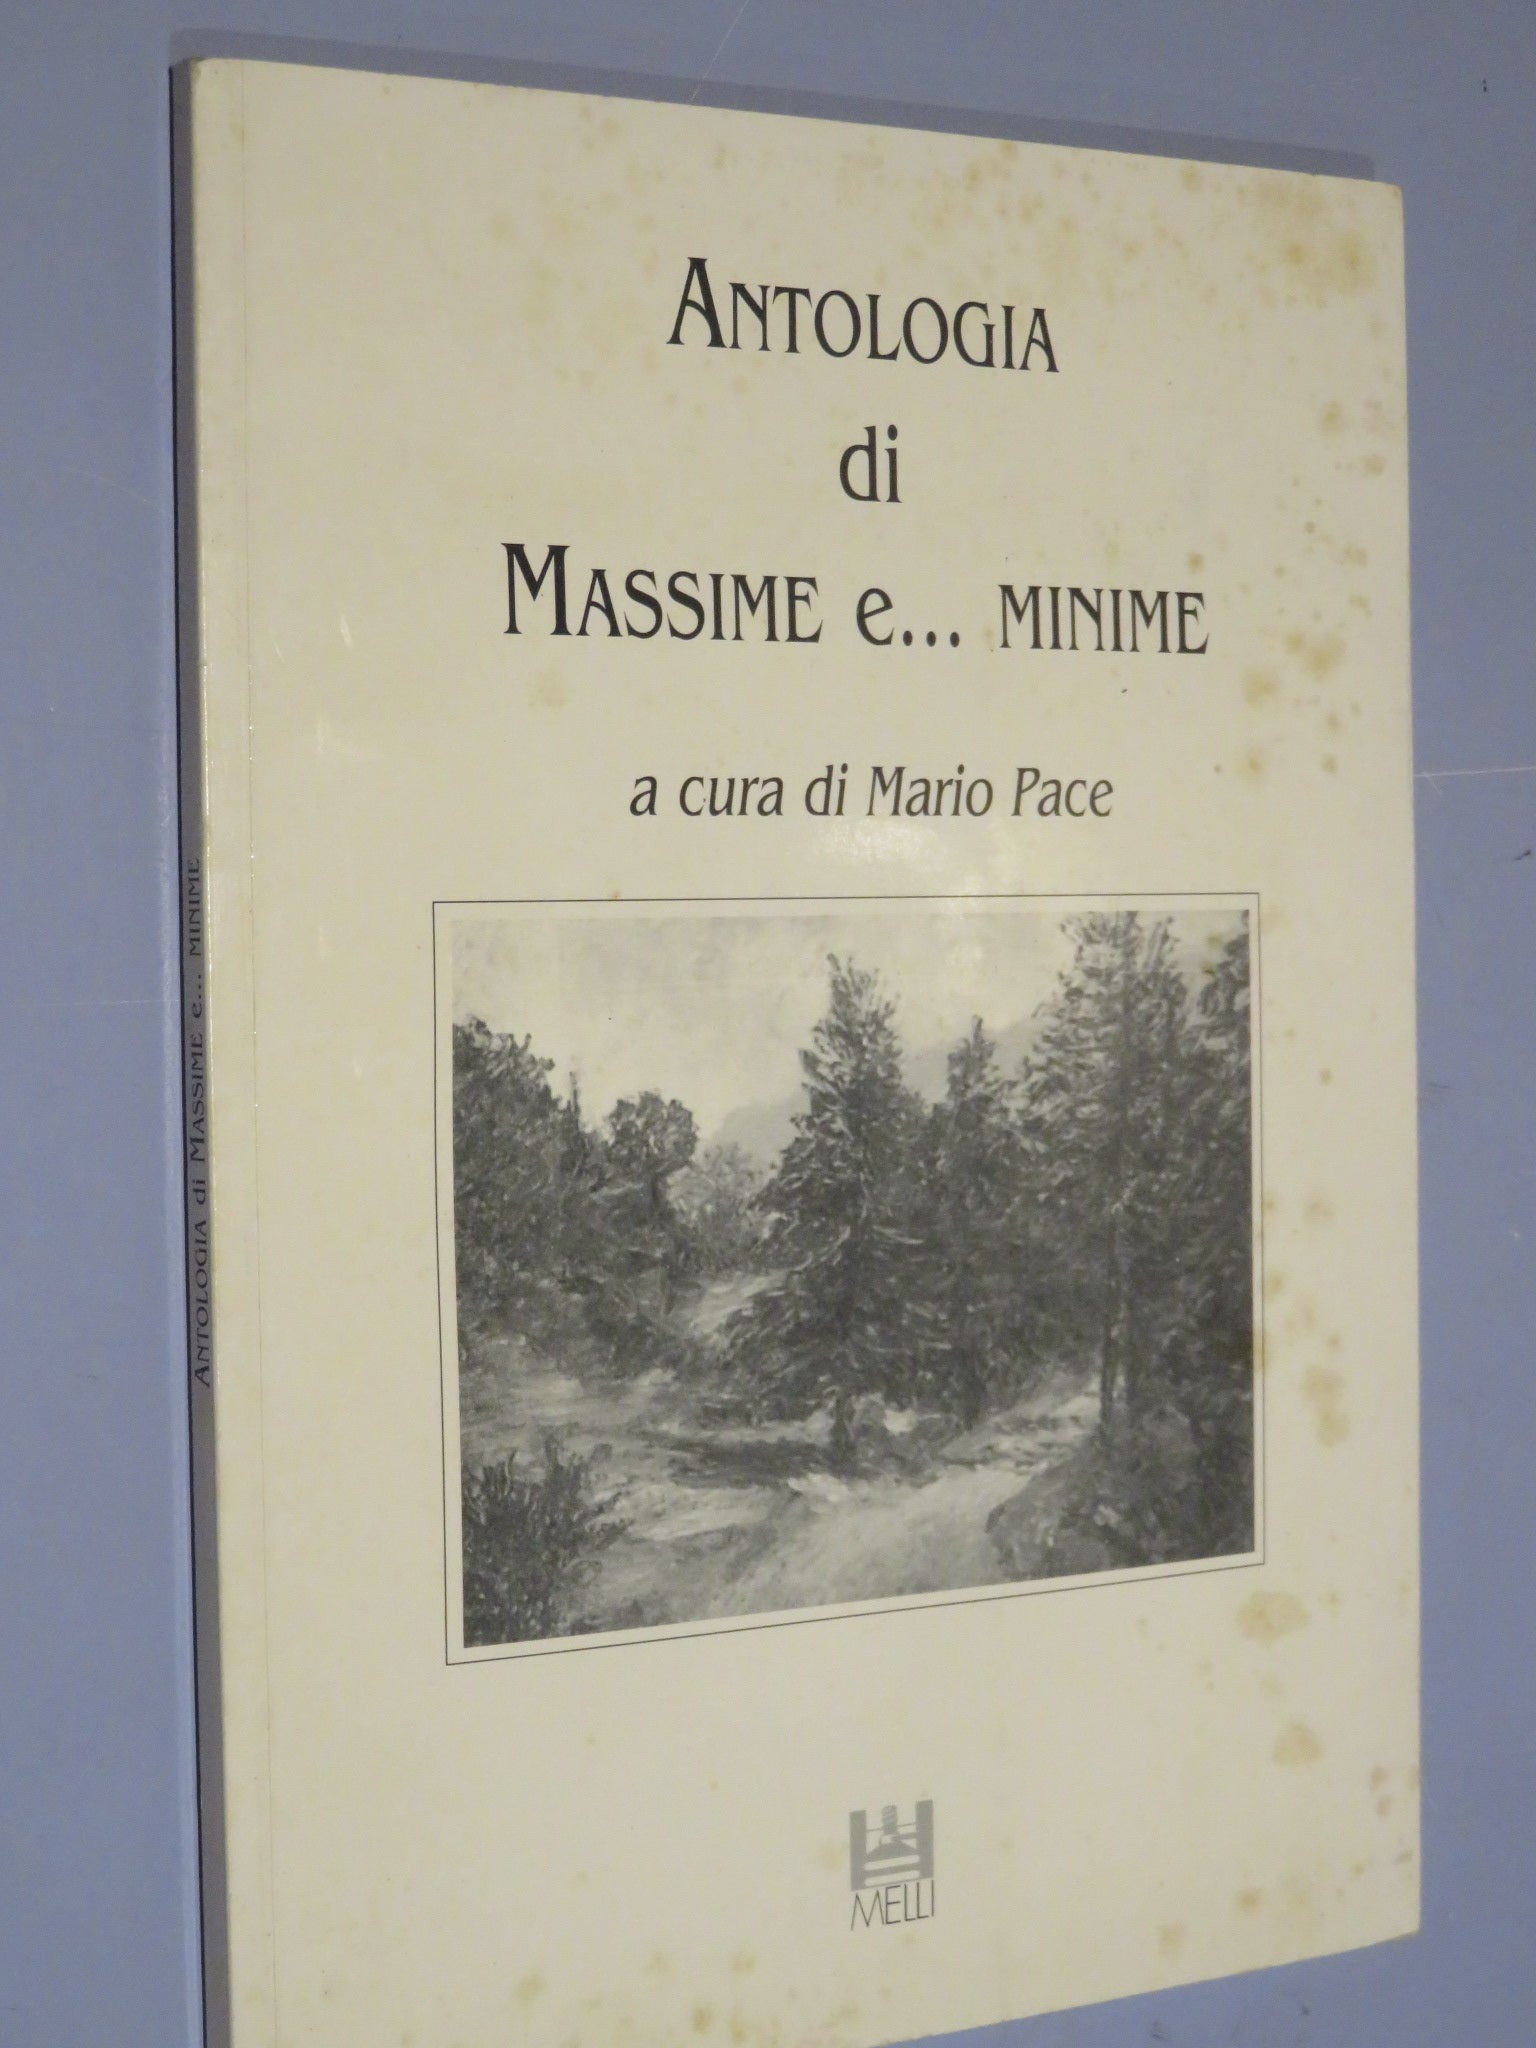 ANTOLOGIA
di
MASSIME e... MINIME
a cura di Mario Pace
MELLI
ANTOLOGIA di MASSIME e... MINIME